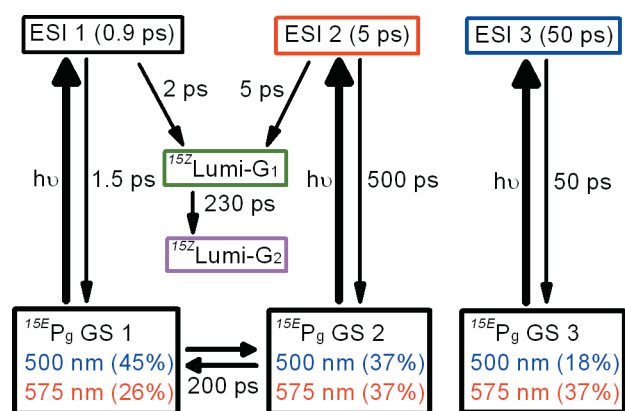 ESI 1 (0.9 ps)
ESI 2 (5 ps)
ESI 3 (50 ps)
2 ps
5 ps
15ZLumi-G1
hυ
1.5 ps
230 ps
hυ
500 ps
hυ
50 ps
15ZLumi-G2
15EPg GS 1
500 nm (45%)
575 nm (26%)
200 ps
15EPg GS 2
500 nm (37%)
575 nm (37%)
15EPg GS 3
500 nm (18%)
575 nm (37%)